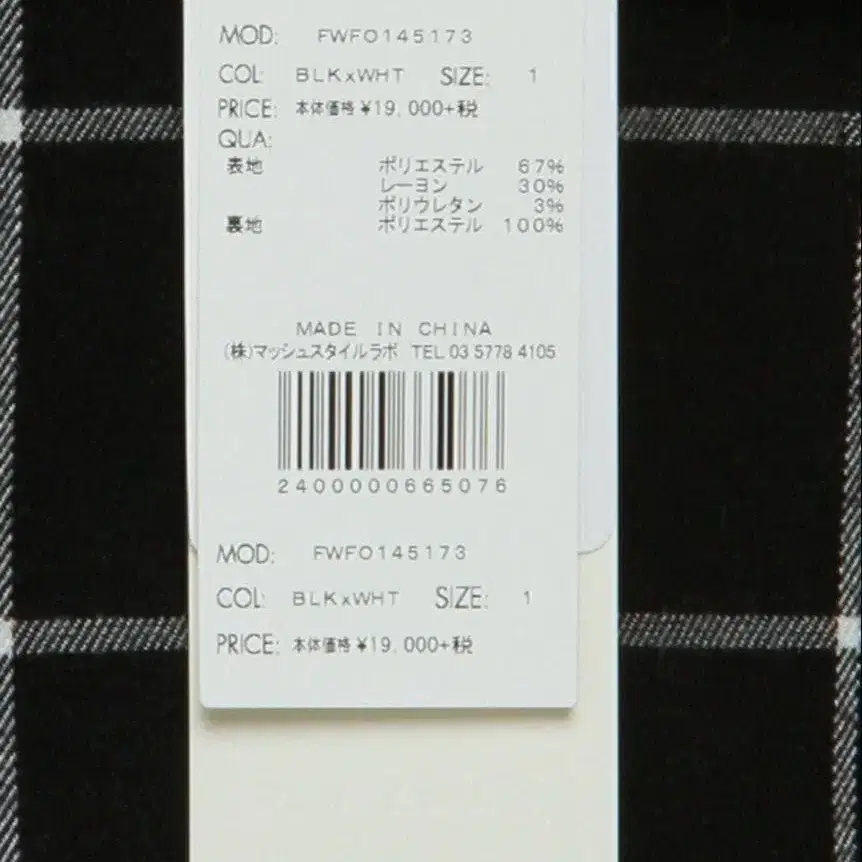 MOD: FWFO145173
COL: BLKxWHT SIZE: 1
PRICE: 本体価格 ¥19,000+税
QUA:
表地 ポリエステル 67%
レーヨン 30%
ポリウレタン 3%
裏地 ポリエステル 100%
MADE IN CHINA
(株)マッシュスタイルラボ TEL 03 5778 4105
2400000665076
MOD: FWFO145173
COL: BLKxWHT SIZE: 1
PRICE: 本体価格 ¥19,000+税